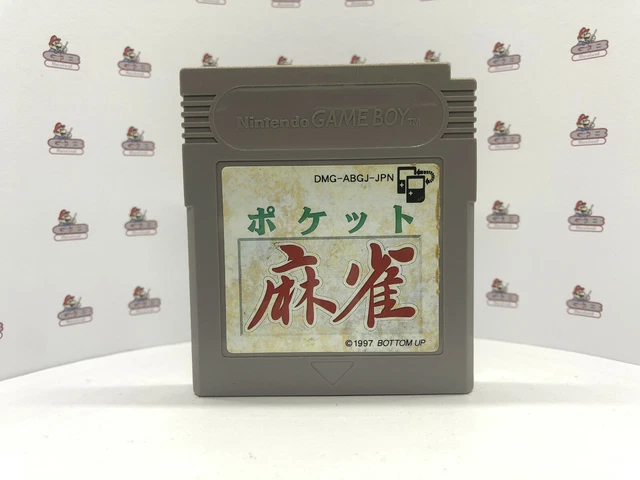 Nintendo GAME BOY TM
DMG-ABGJ-JPN
ポケット
麻雀
©1997 BOTTOM UP